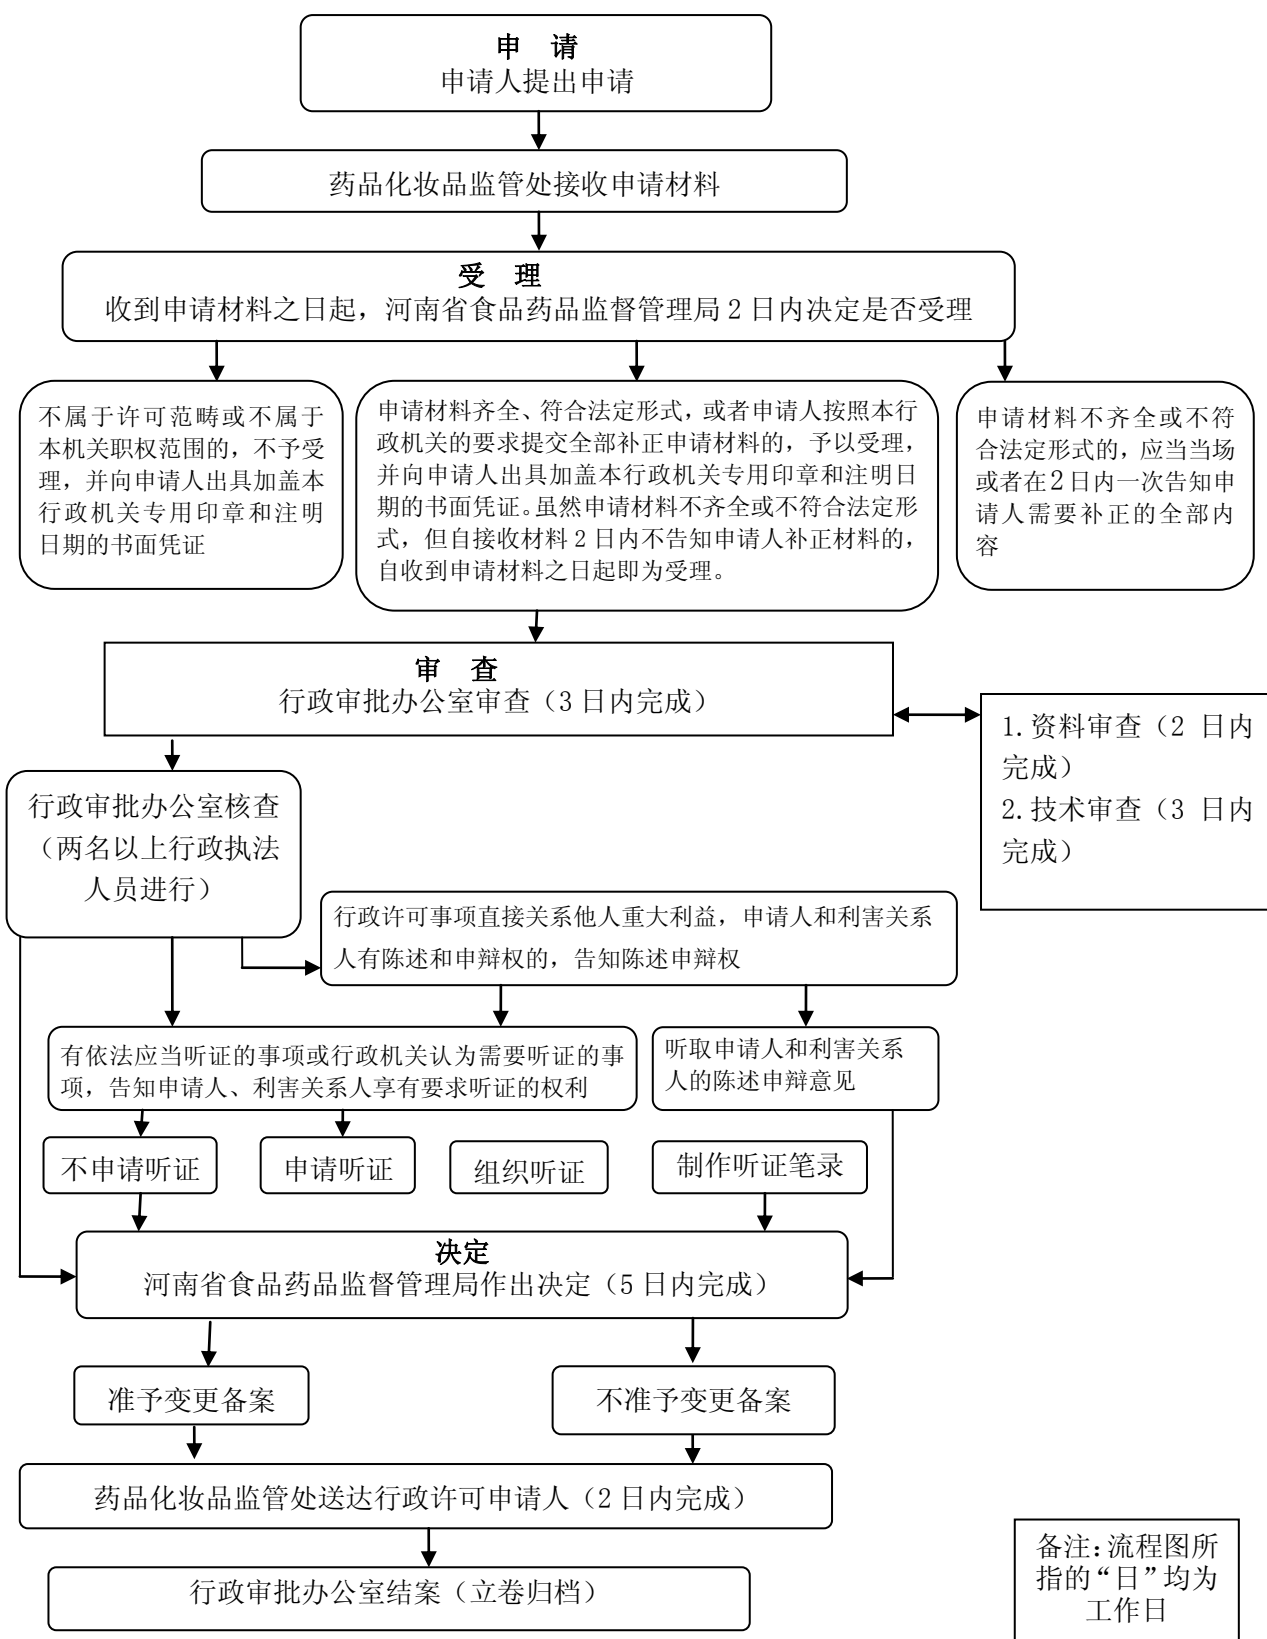 申 请
申请人提出申请
药品化妆品监管处接收申请材料
受 理
收到申请材料之日起，河南省食品药品监督管理局 2 日内决定是否受理
不属于许可范畴或不属于
本机关职权范围的，不予受
理，并向申请人出具加盖本
行政机关专用印章和注明
日期的书面凭证
申请材料齐全、符合法定形式，或者申请人按照本行
政机关的要求提交全部补正申请材料的，予以受理，
并向申请人出具加盖本行政机关专用印章和注明日
期的书面凭证。虽然申请材料不齐全或不符合法定形
式，但自接收材料 2 日内不告知申请人补正材料的，
自收到申请材料之日起即为受理。
申请材料不齐全或不符
合法定形式的，应当当场
或者在2日内一次告知申
请人需要补正的全部内
容
审 查
行政审批办公室审查（3 日内完成）
1.资料审查（2 日内
完成）
2.技术审查（3 日内
完成）
行政审批办公室核查
（两名以上行政执法
人员进行）
行政许可事项直接关系他人重大利益，申请人和利害关系
人有陈述和申辩权的，告知陈述申辩权
有依法应当听证的事项或行政机关认为需要听证的事
项，告知申请人、利害关系人享有要求听证的权利
听取申请人和利害关系
人的陈述申辩意见
不申请听证
申请听证
组织听证
制作听证笔录
决定
河南省食品药品监督管理局作出决定（5 日内完成）
准予变更备案
不准予变更备案
药品化妆品监管处送达行政许可申请人（2 日内完成）
行政审批办公室结案（立卷归档）
备注：流程图所
指的“日”均为
工作日